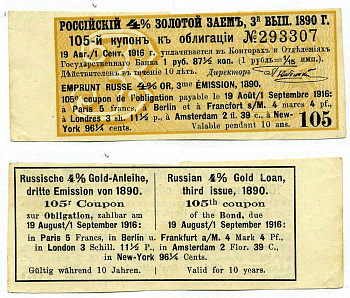 РОССІЙСКІЙ 4% ЗОЛОТОЙ ЗАЕМЪ, 3й ВЫП. 1890 Г.
105-й купонъ къ облигаціи №293307
19 Авг./1 Сент. 1916 г. уплачивается въ Конторахъ и Отдѣленіяхъ
Государственнаго Банка 1 руб. 87½ коп. (1 рубль=1/15 имп.).
Дѣйствителенъ въ теченіе 10 лѣтъ. Директоръ
EMPRUNT RUSSE 4% OR, 3me ÉMISSION, 1890.
105me coupon de l'obligation payable le 19 Août/1 Septembre 1916:
à Paris 5 francs, à Berlin et à Francfort s/M. 4 marcs 4 pf.,
à Londres 3 schill. 11½ p., à Amsterdam 2 fl. 39 c., à New-
York 96¼ cents. Valable pendant 10 ans.
105
Russische 4% Gold-Anleihe,
dritte Emission von 1890.
105r Coupon
zur Obligation, zahlbar am
19 August/1 September 1916:
Russian 4% Gold Loan,
third issue, 1890.
105th coupon
of the Bond, due
19 August/1 September 1916:
in Paris 5 Francs, in Berlin u. Frankfurt a/M. 4 Mark 4 Pf.,
in London 3 Schill. 11½ P., in Amsterdam 2 Flor. 39 C.,
in New-York 96¼ Cents.
Gültig während 10 Jahren. Valid for 10 years.